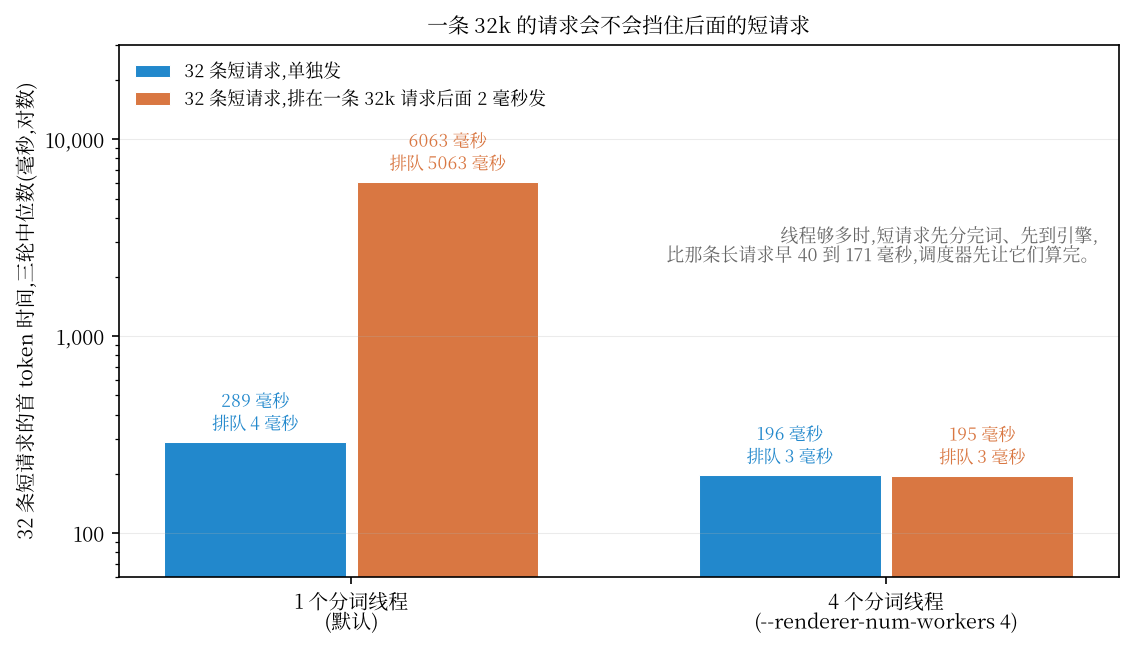 一条 32k 的请求会不会挡住后面的短请求
32 条短请求的首 token 时间,三轮中位数(毫秒,对数)
10,000
1,000
100
32 条短请求,单独发
32 条短请求,排在一条 32k 请求后面 2 毫秒发
6063 毫秒
排队 5063 毫秒
线程够多时,短请求先分完词、先到引擎,
比那条长请求早 40 到 171 毫秒,调度器先让它们算完。
289 毫秒
排队 4 毫秒
196 毫秒
排队 3 毫秒
195 毫秒
排队 3 毫秒
1 个分词线程
(默认)
4 个分词线程
(--renderer-num-workers 4)